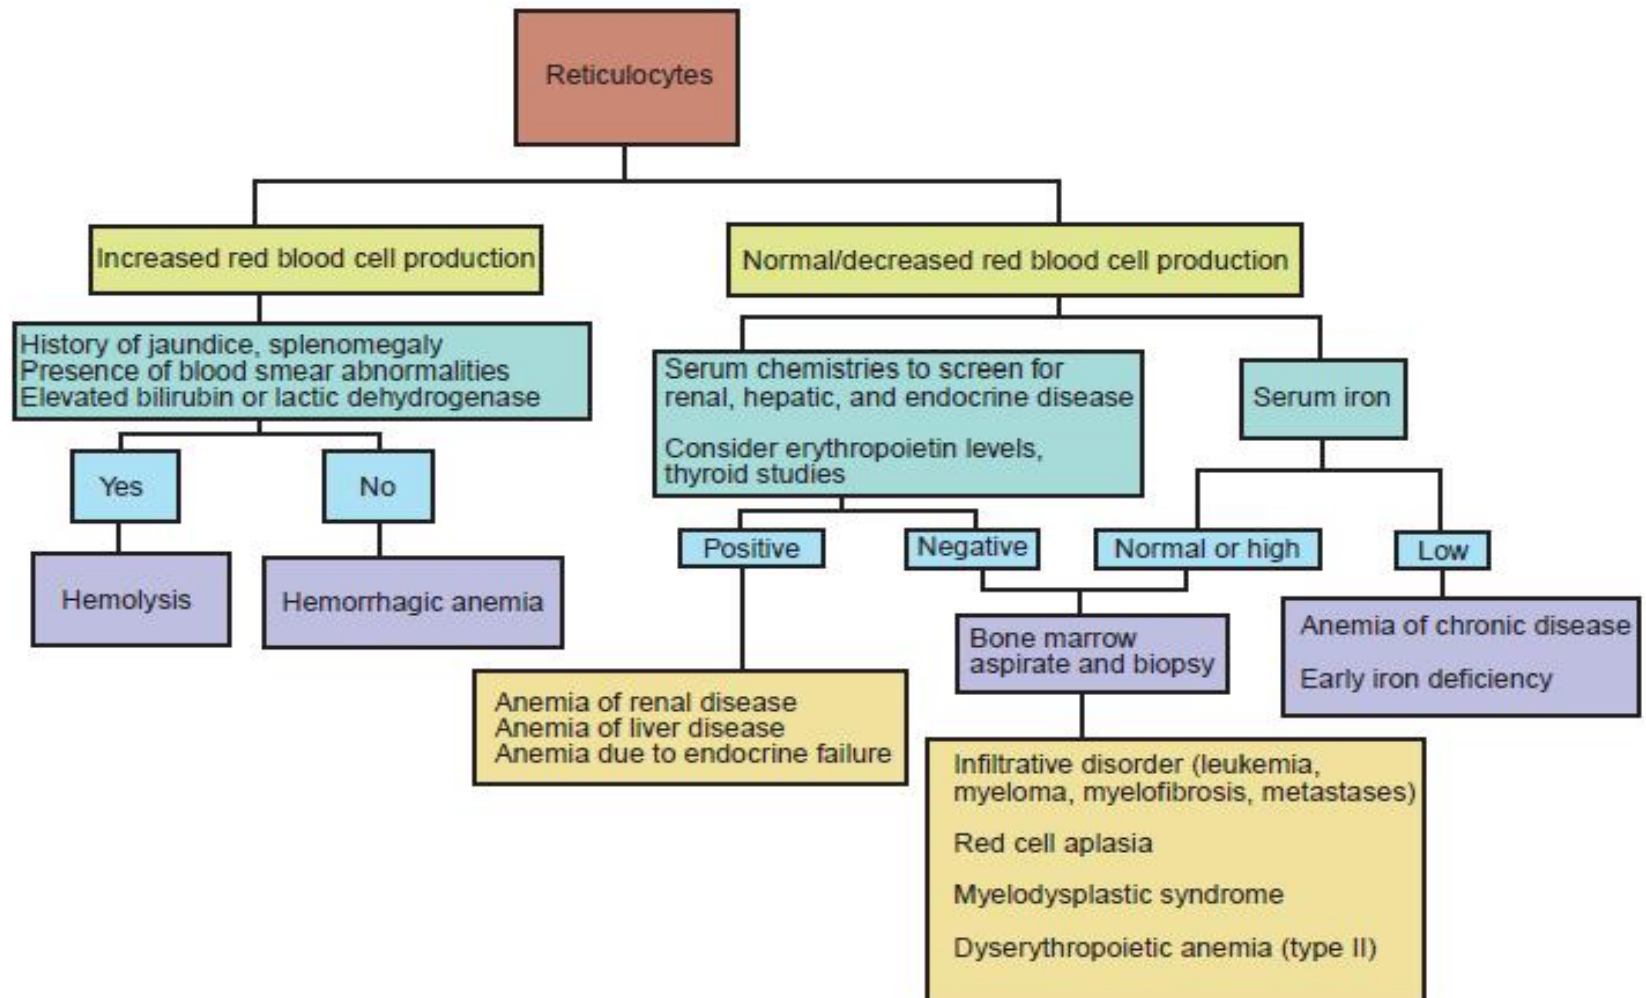 Reticulocytes
Increased red blood cell production
Normal/decreased red blood cell production
History of jaundice, splenomegaly
Presence of blood smear abnormalities
Elevated bilirubin or lactic dehydrogenase
Serum chemistries to screen for
renal, hepatic, and endocrine disease
Consider erythropoietin levels,
thyroid studies
Serum iron
Yes
No
Positive
Negative
Normal or high
Low
Hemolysis
Hemorrhagic anemia
Anemia of renal disease
Anemia of liver disease
Anemia due to endocrine failure
Bone marrow
aspirate and biopsy
Anemia of chronic disease
Early iron deficiency
Infiltrative disorder (leukemia,
myeloma, myelofibrosis, metastases)
Red cell aplasia
Myelodysplastic syndrome
Dyserythropoietic anemia (type II)